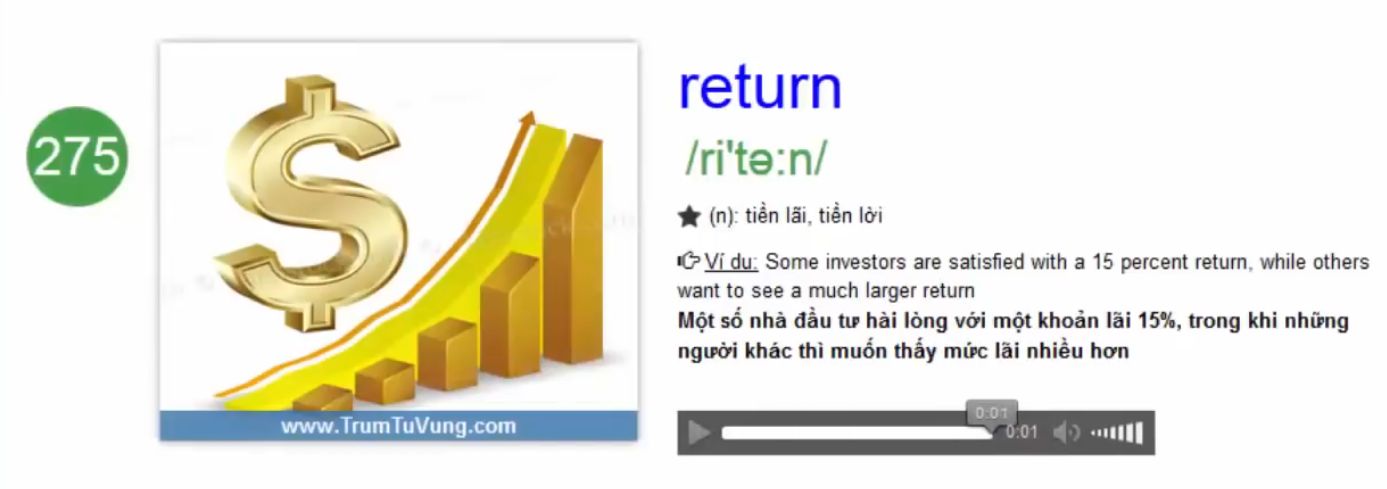 275
www.TrumTuVung.com
return
/ri'tə:n/
(n): tiền lãi, tiền lời
Ví dụ: Some investors are satisfied with a 15 percent return, while others
want to see a much larger return
Một số nhà đầu tư hài lòng với một khoản lãi 15%, trong khi những
người khác thì muốn thấy mức lãi nhiều hơn
0:01
0:01